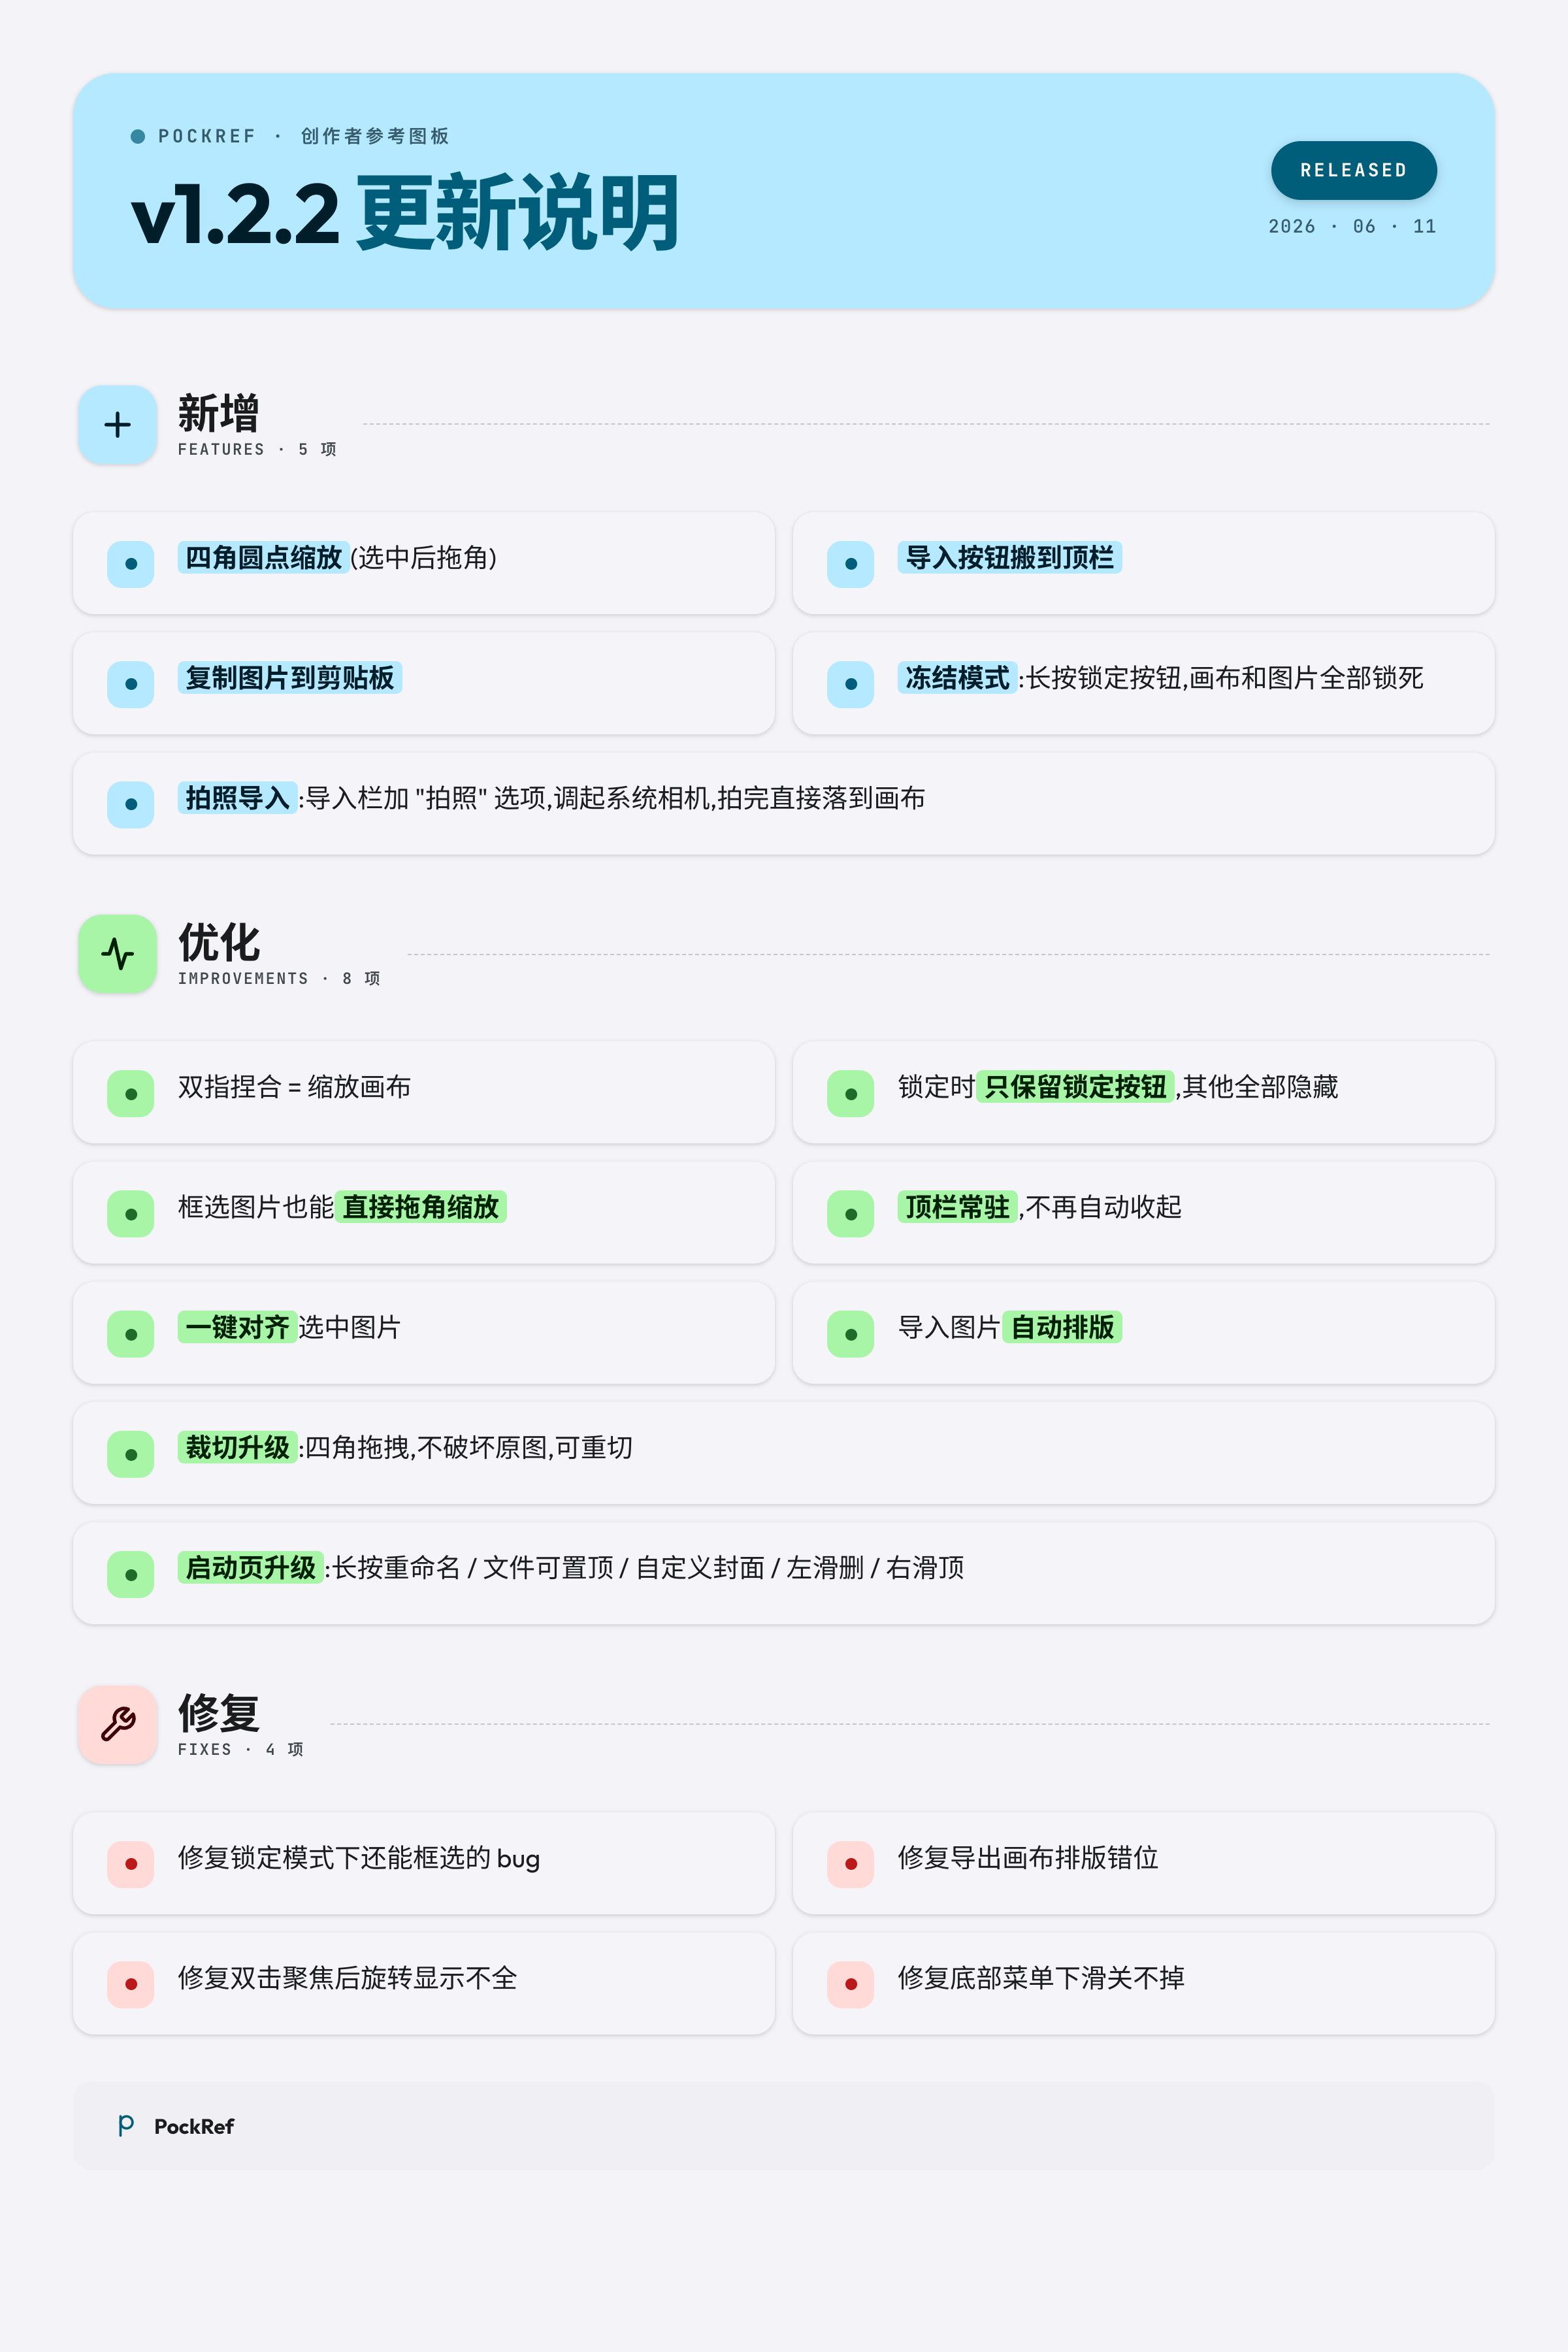 POCKREF · 创作者参考图板
v1.2.2 更新说明
RELEASED
2026 · 06 · 11
新增
FEATURES · 5 项
四角圆点缩放(选中后拖角)
导入按钮搬到顶栏
复制图片到剪贴板
冻结模式:长按锁定按钮,画布和图片全部锁死
拍照导入:导入栏加 "拍照" 选项,调起系统相机,拍完直接落到画布
优化
IMPROVEMENTS · 8 项
双指捏合 = 缩放画布
锁定时只保留锁定按钮,其他全部隐藏
框选图片也能直接拖角缩放
顶栏常驻,不再自动收起
一键对齐选中图片
导入图片自动排版
裁切升级:四角拖拽,不破坏原图,可重切
启动页升级:长按重命名 / 文件可置顶 / 自定义封面 / 左滑删 / 右滑顶
修复
FIXES · 4 项
修复锁定模式下还能框选的 bug
修复导出画布排版错位
修复双击聚焦后旋转显示不全
修复底部菜单下滑关不掉
PockRef